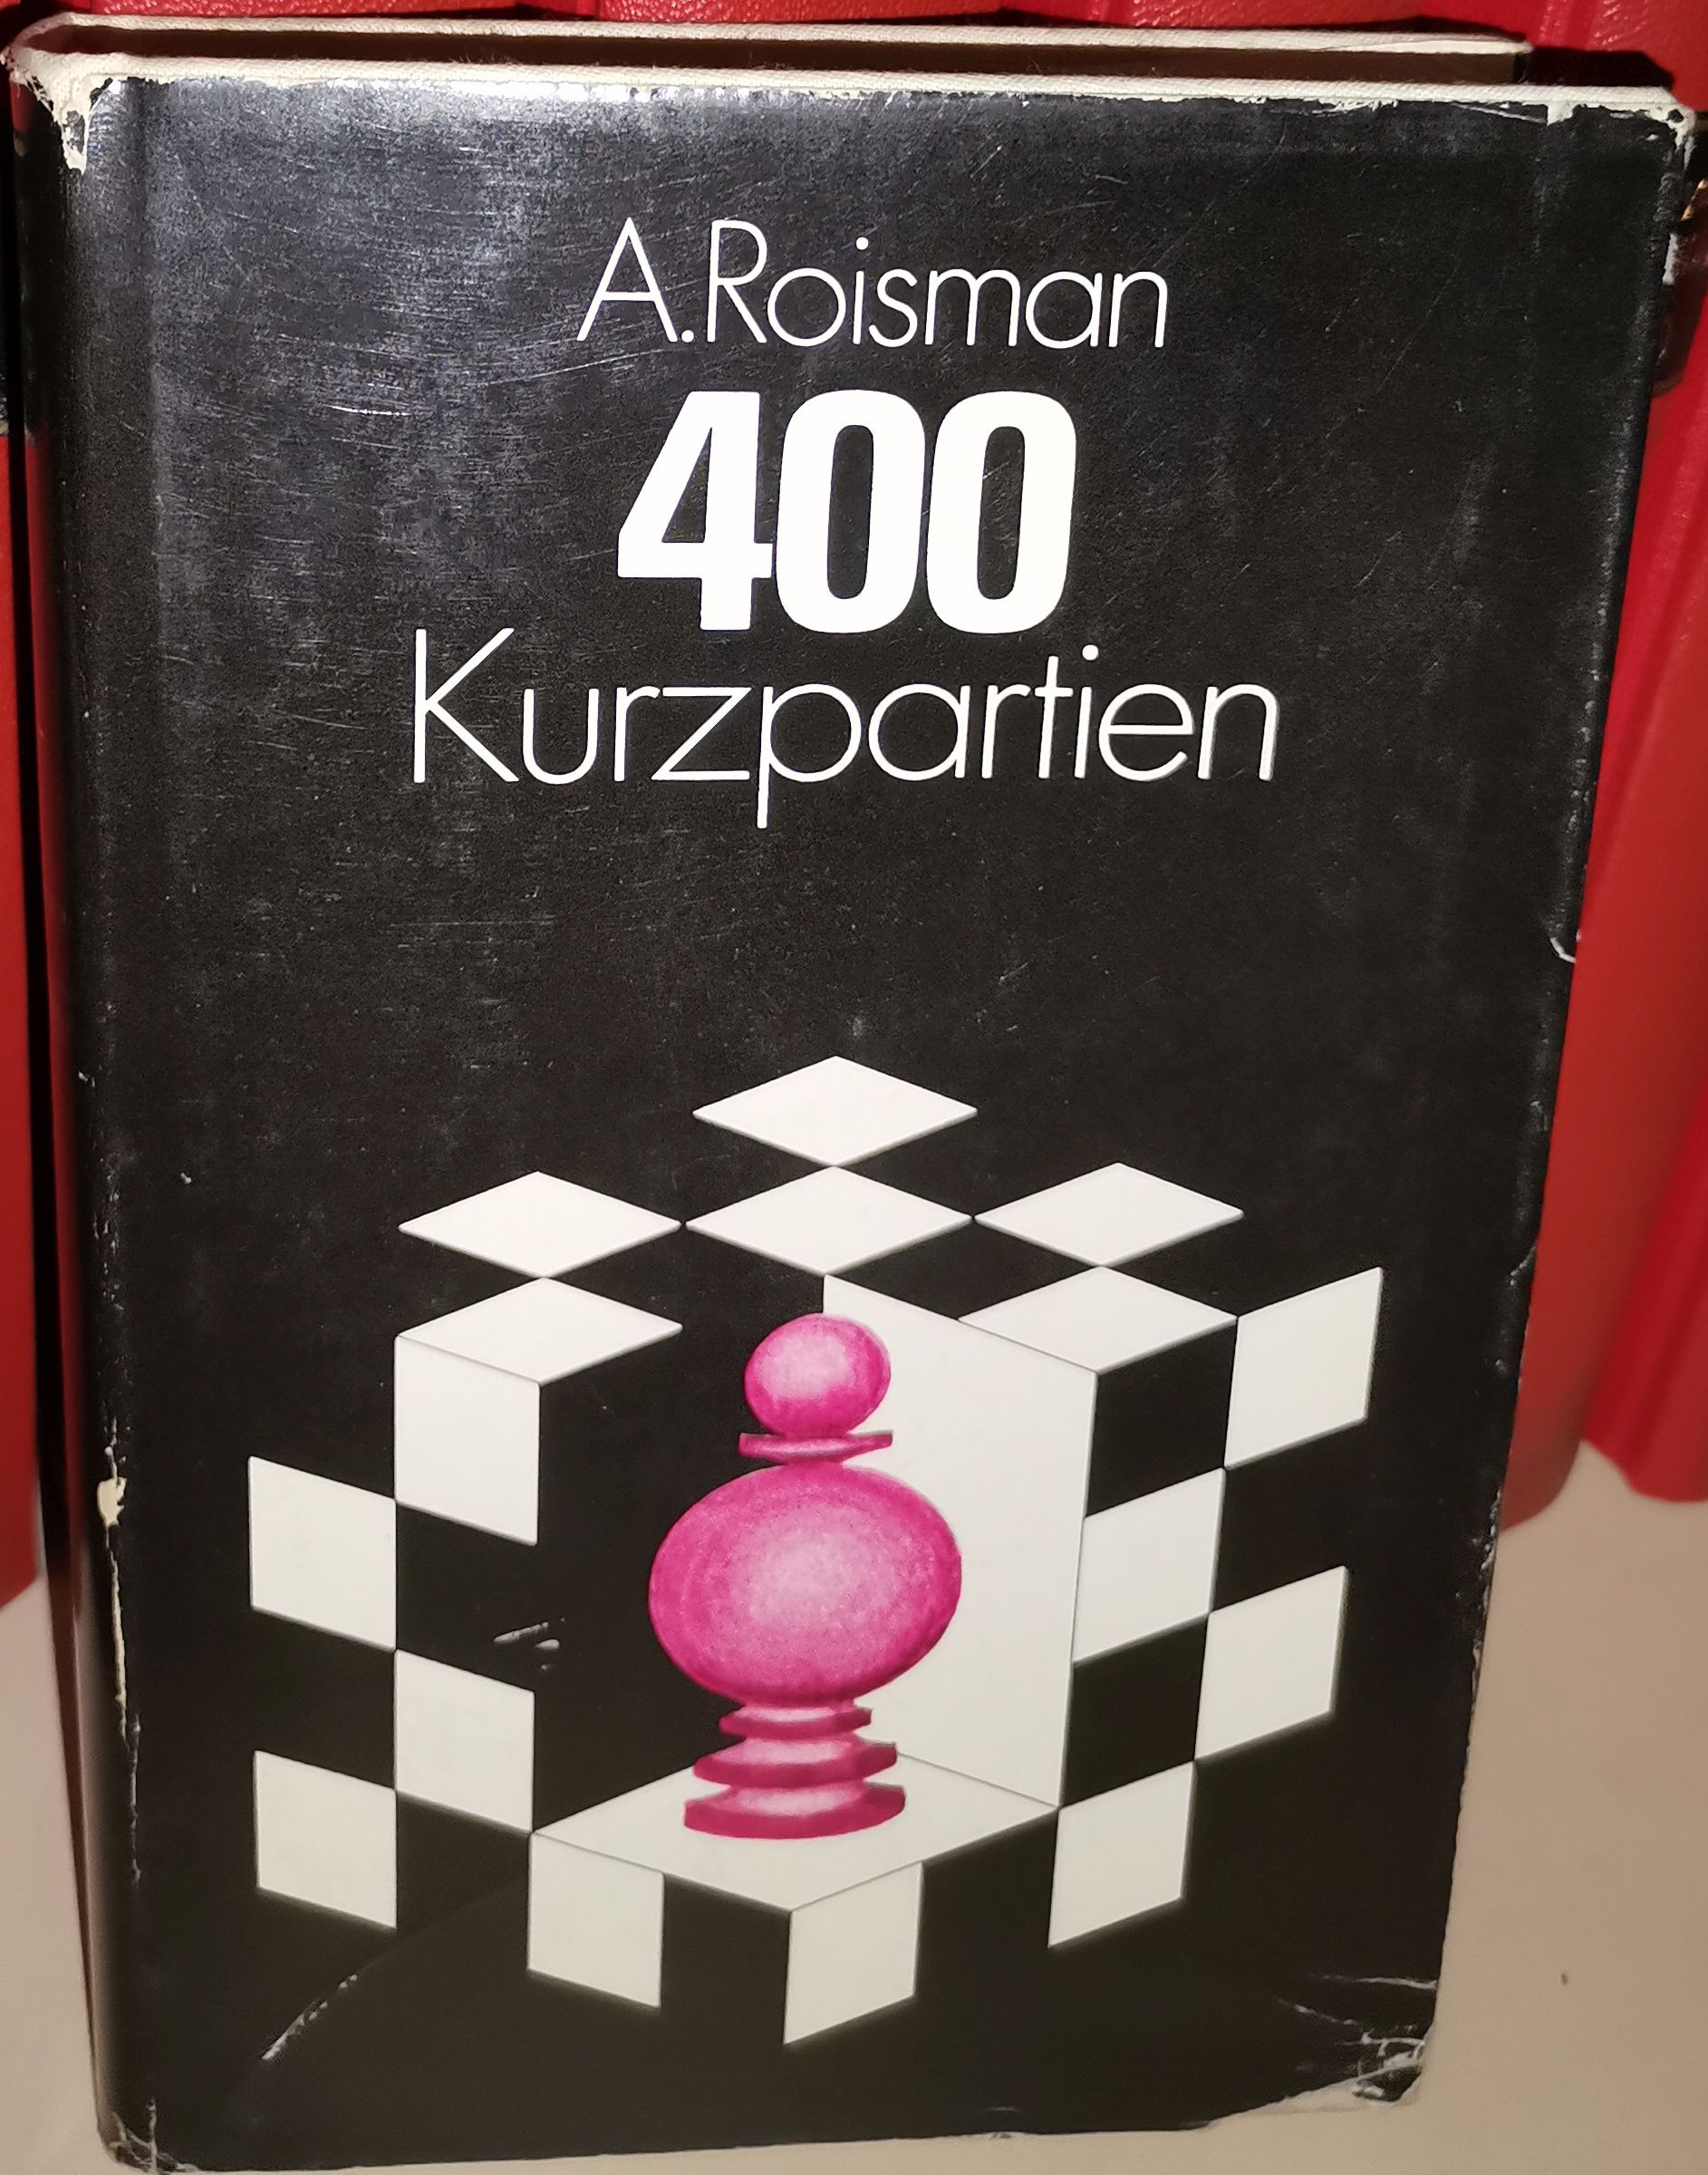 A. Roisman
400
Kurzpartien